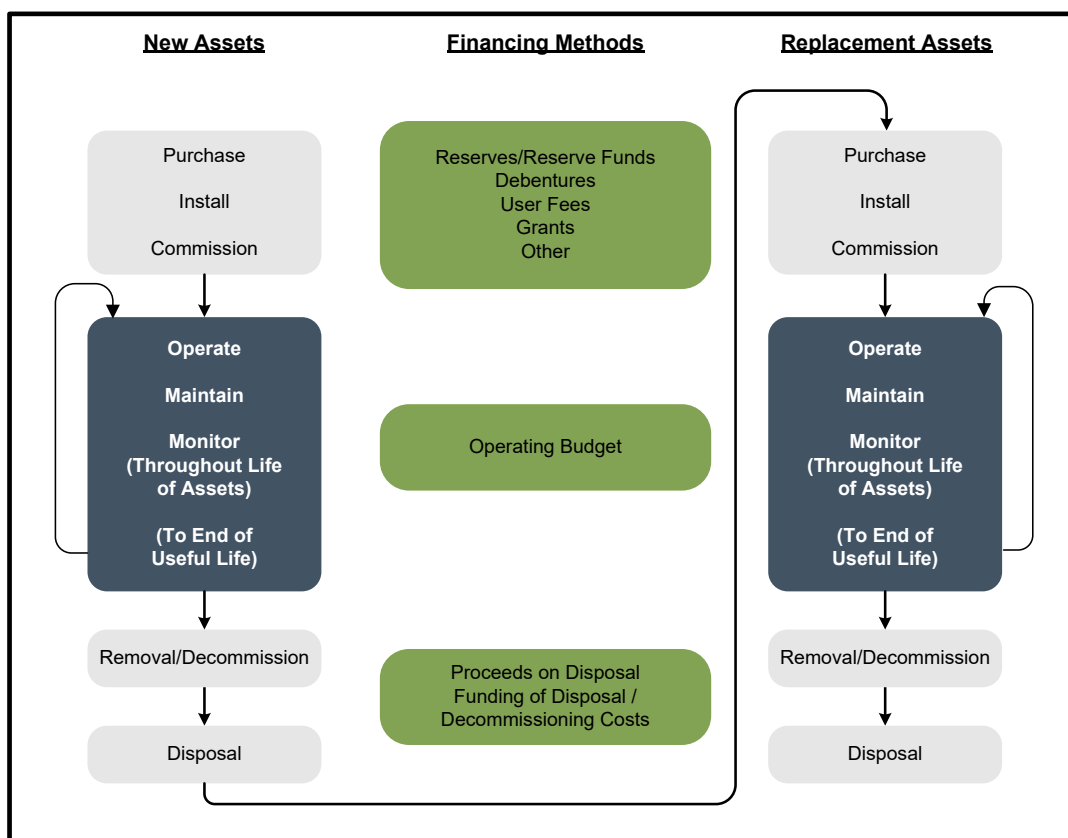 New Assets
Purchase
Install
Commission
Operate
Maintain
Monitor
(Throughout Life
of Assets)
(To End of
Useful Life)
Removal/Decommission
Disposal
Financing Methods
Reserves/Reserve Funds
Debentures
User Fees
Grants
Other
Operating Budget
Proceeds on Disposal
Funding of Disposal /
Decommissioning Costs
Replacement Assets
Purchase
Install
Commission
Operate
Maintain
Monitor
(Throughout Life
of Assets)
(To End of
Useful Life)
Removal/Decommission
Disposal